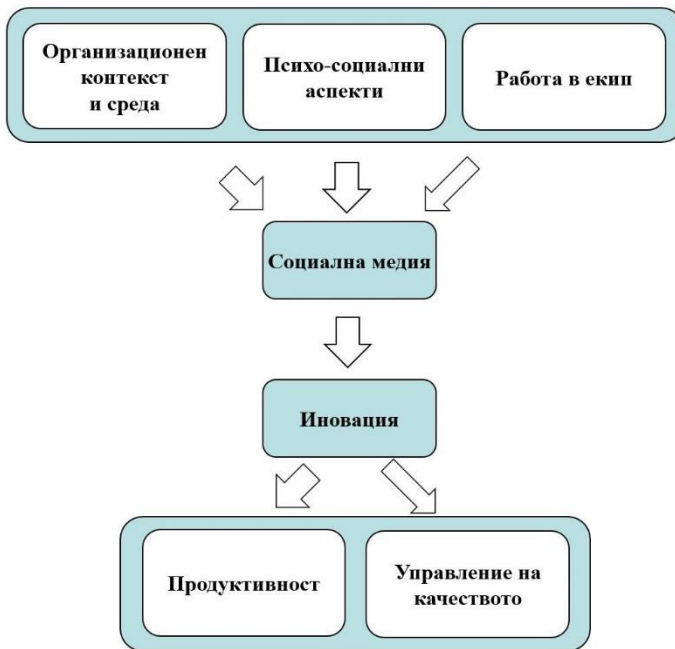 Организационен
контекст
и среда
Психо-социални
аспекти
Работа в екип
Социална медия
Иновация
Продуктивност
Управление на
качеството